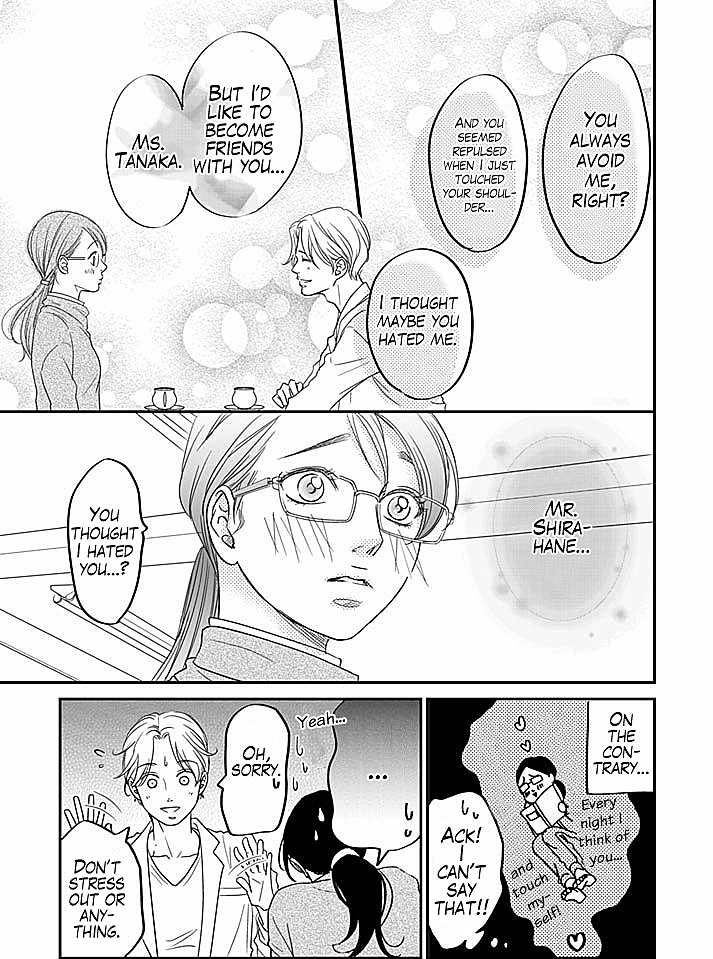 YOU
ALWAYS
AVOID
ME,
RIGHT?
AND YOU
SEEMED
REPULSED
WHEN I JUST
TOUCHED
YOUR SHOUL-
DER...
I THOUGHT
MAYBE YOU
HATED ME.
BUT I'D
LIKE TO
BECOME
FRIENDS
WITH YOU...
MS.
TANAKA.
MR.
SHIRA-
HANE...
YOU
THOUGHT
I HATED
YOU...?
ON
THE
CON-
TRARY...
Every
night I
think of
you...
and
touch
my-
self!
ACK!
I
CAN'T
SAY
THAT!!
...
Yeah...
OH,
SORRY.
DON'T
STRESS
OUT OR
ANY-
THING.